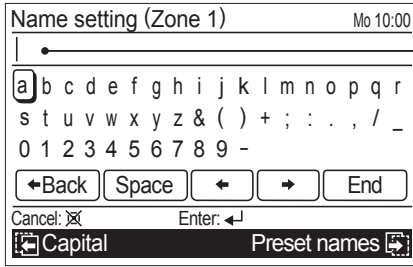 Name setting (Zone 1) Mo 10:00
a b c d e f g h i j k l m n o p q r
s t u v w x y z & ( ) + ; : . , / _
0 1 2 3 4 5 6 7 8 9 -
←Back Space ← → End
Cancel: Enter: ↵
Capital Preset names